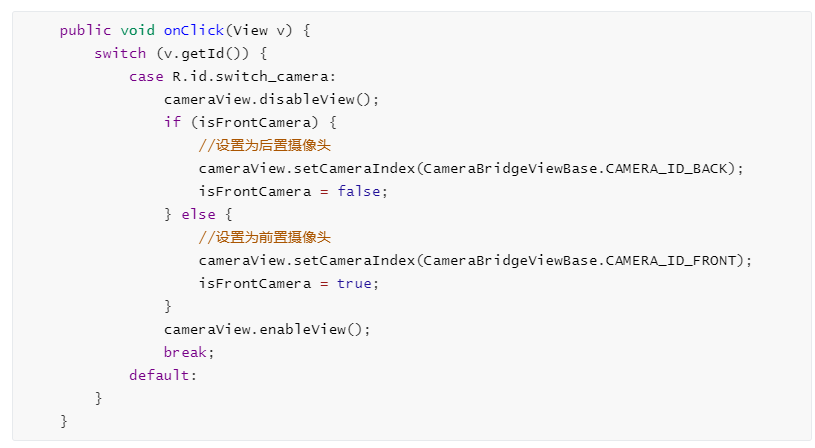 public void onClick(View v) {
switch (v.getId()) {
case R.id.switch_camera:
cameraView.disableView();
if (isFrontCamera) {
//设置为后置摄像头
cameraView.setCameraIndex(CameraBridgeViewBase.CAMERA_ID_BACK);
isFrontCamera = false;
} else {
//设置为前置摄像头
cameraView.setCameraIndex(CameraBridgeViewBase.CAMERA_ID_FRONT);
isFrontCamera = true;
}
cameraView.enableView();
break;
default:
}
}